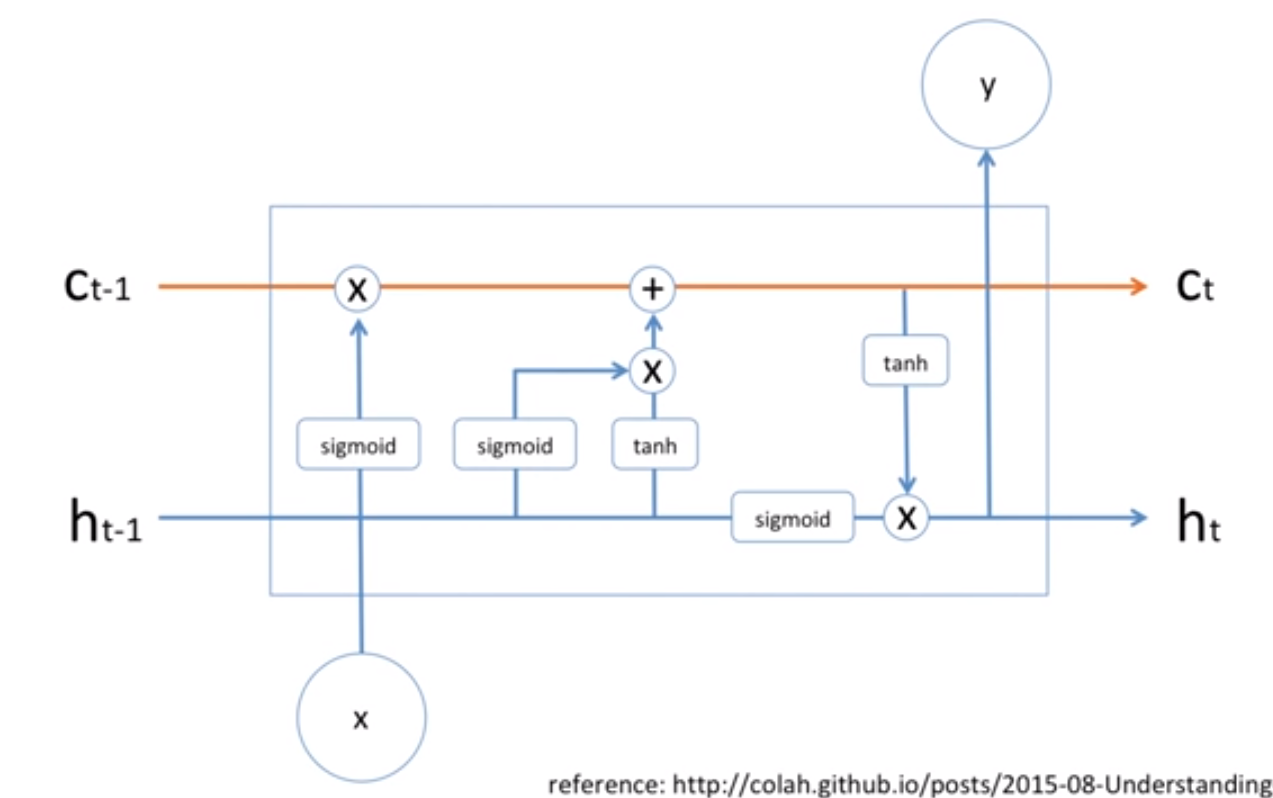 y
Ct-1
x
+
Ct
x
tanh
sigmoid
sigmoid
tanh
ht-1
sigmoid
x
ht
x
reference: http://colah.github.io/posts/2015-08-Understanding